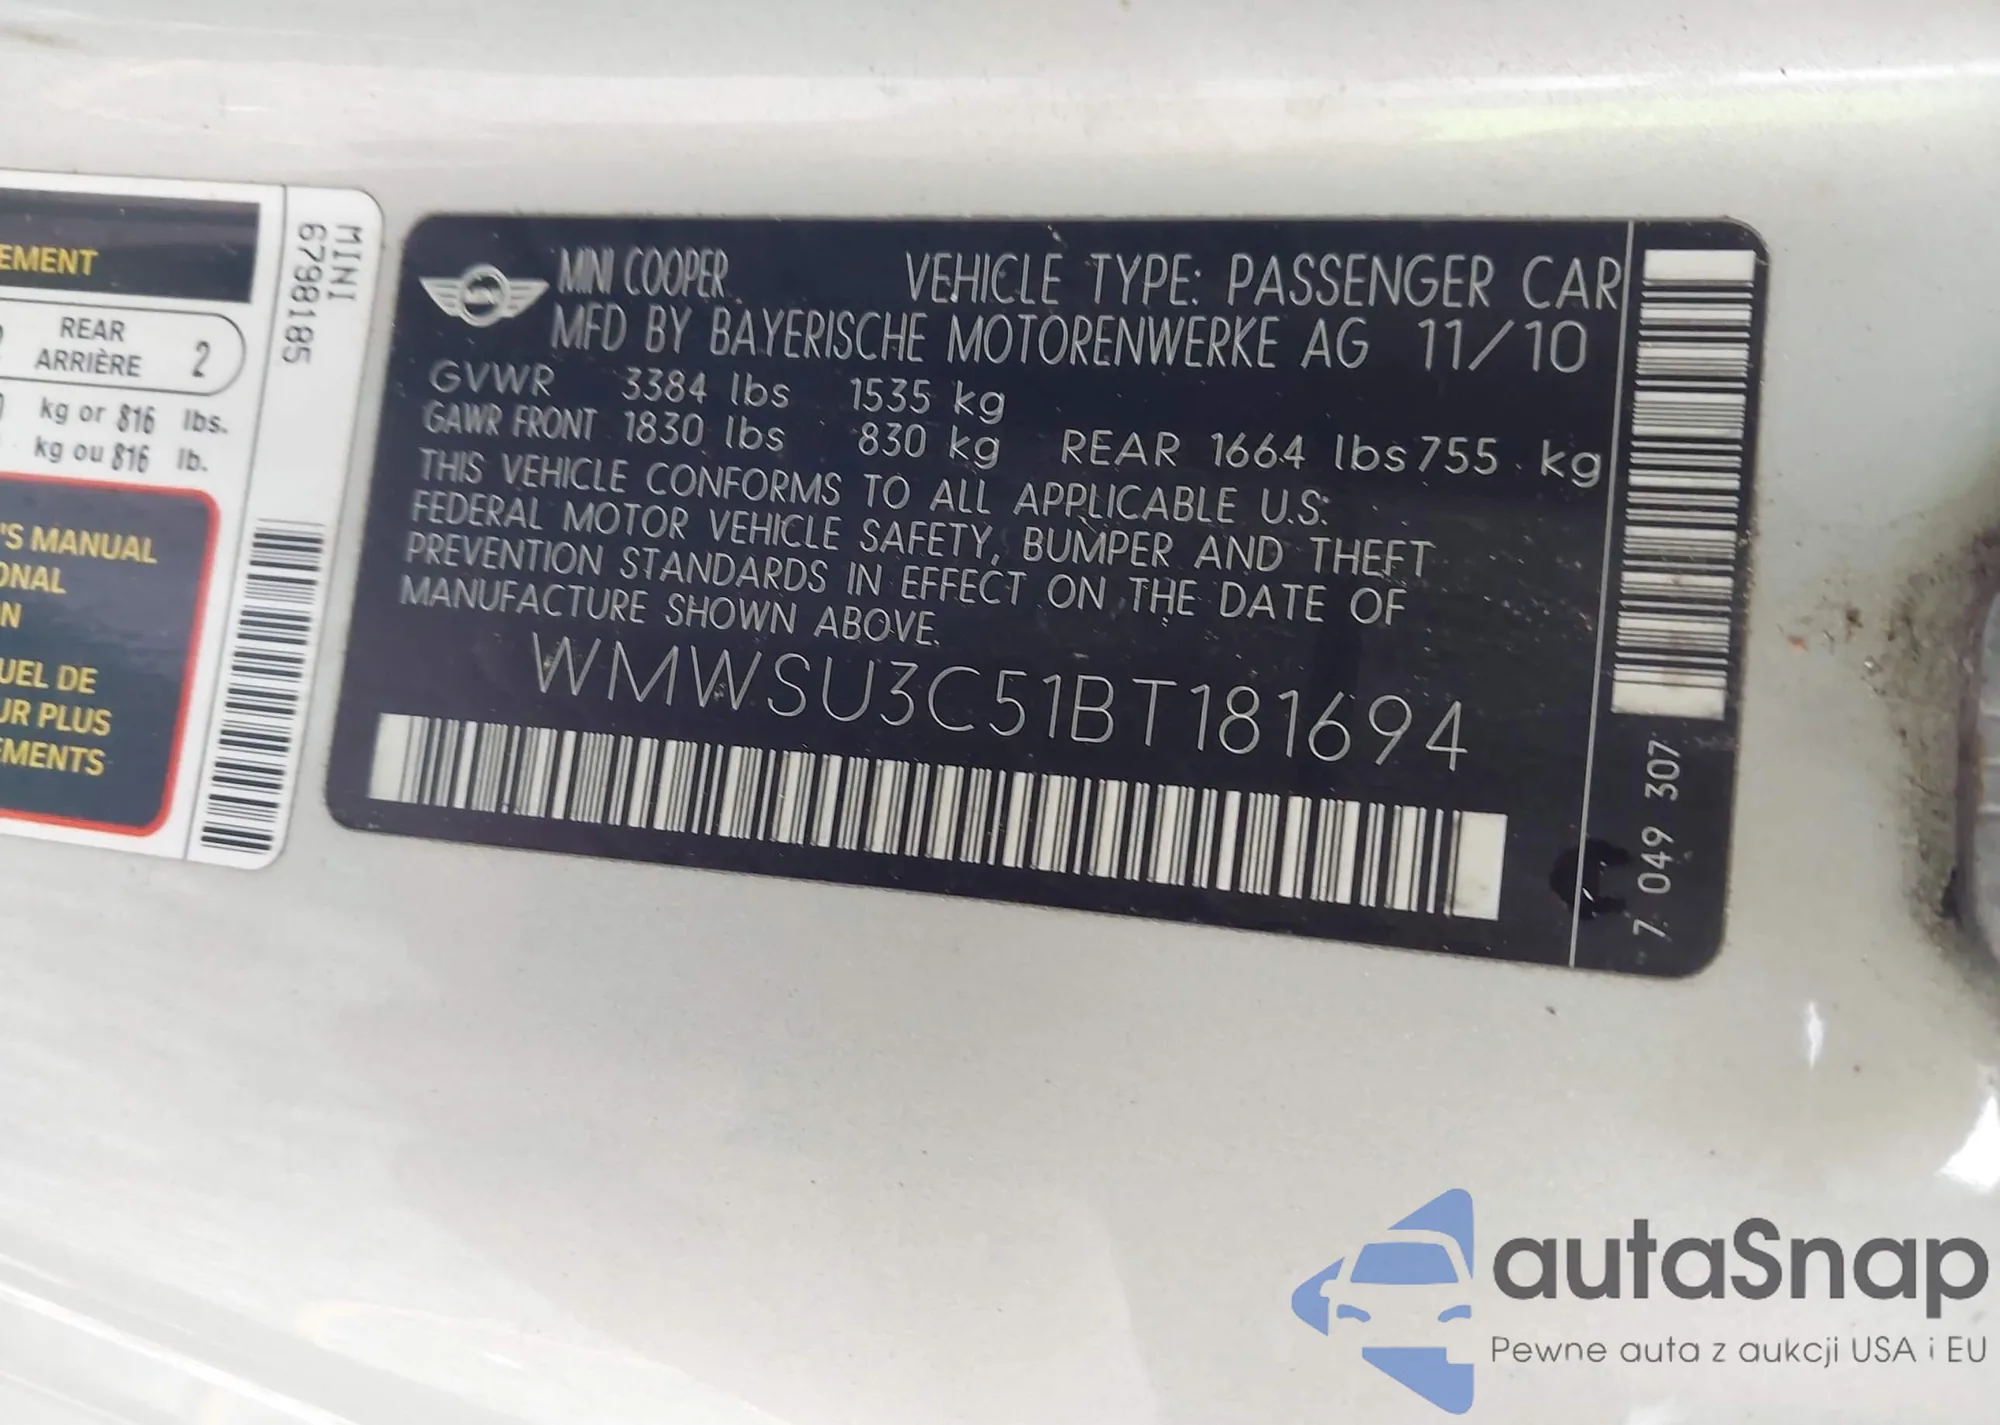 EMENT
REAR
ARRIÈRE 2
kg or 816 lbs.
kg ou 816 lb.
'S MANUAL
ONAL
N
UEL DE
UR PLUS
EMENTS
MINI
6798185
MINI
MINI COOPER VEHICLE TYPE: PASSENGER CAR
MFD BY BAYERISCHE MOTORENWERKE AG 11/10
GVWR 3384 lbs 1535 kg
GAWR FRONT 1830 lbs 830 kg REAR 1664 lbs 755 kg
THIS VEHICLE CONFORMS TO ALL APPLICABLE U.S.
FEDERAL MOTOR VEHICLE SAFETY, BUMPER AND THEFT
PREVENTION STANDARDS IN EFFECT ON THE DATE OF
MANUFACTURE SHOWN ABOVE.
WMWSU3C51BT181694
7 049 307
autaSnap
Pewne auta z aukcji USA i EU